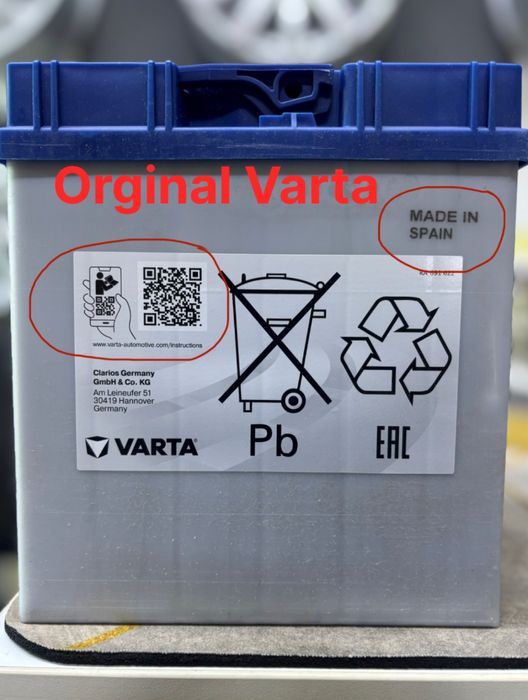 Orginal Varta
MADE IN
SPAIN
www.varta-automotive.com/instructions
Clarios Germany
GmbH & Co. KG
Am Leineufer 51
30419 Hannover
Germany
VARTA
Pb
EAC